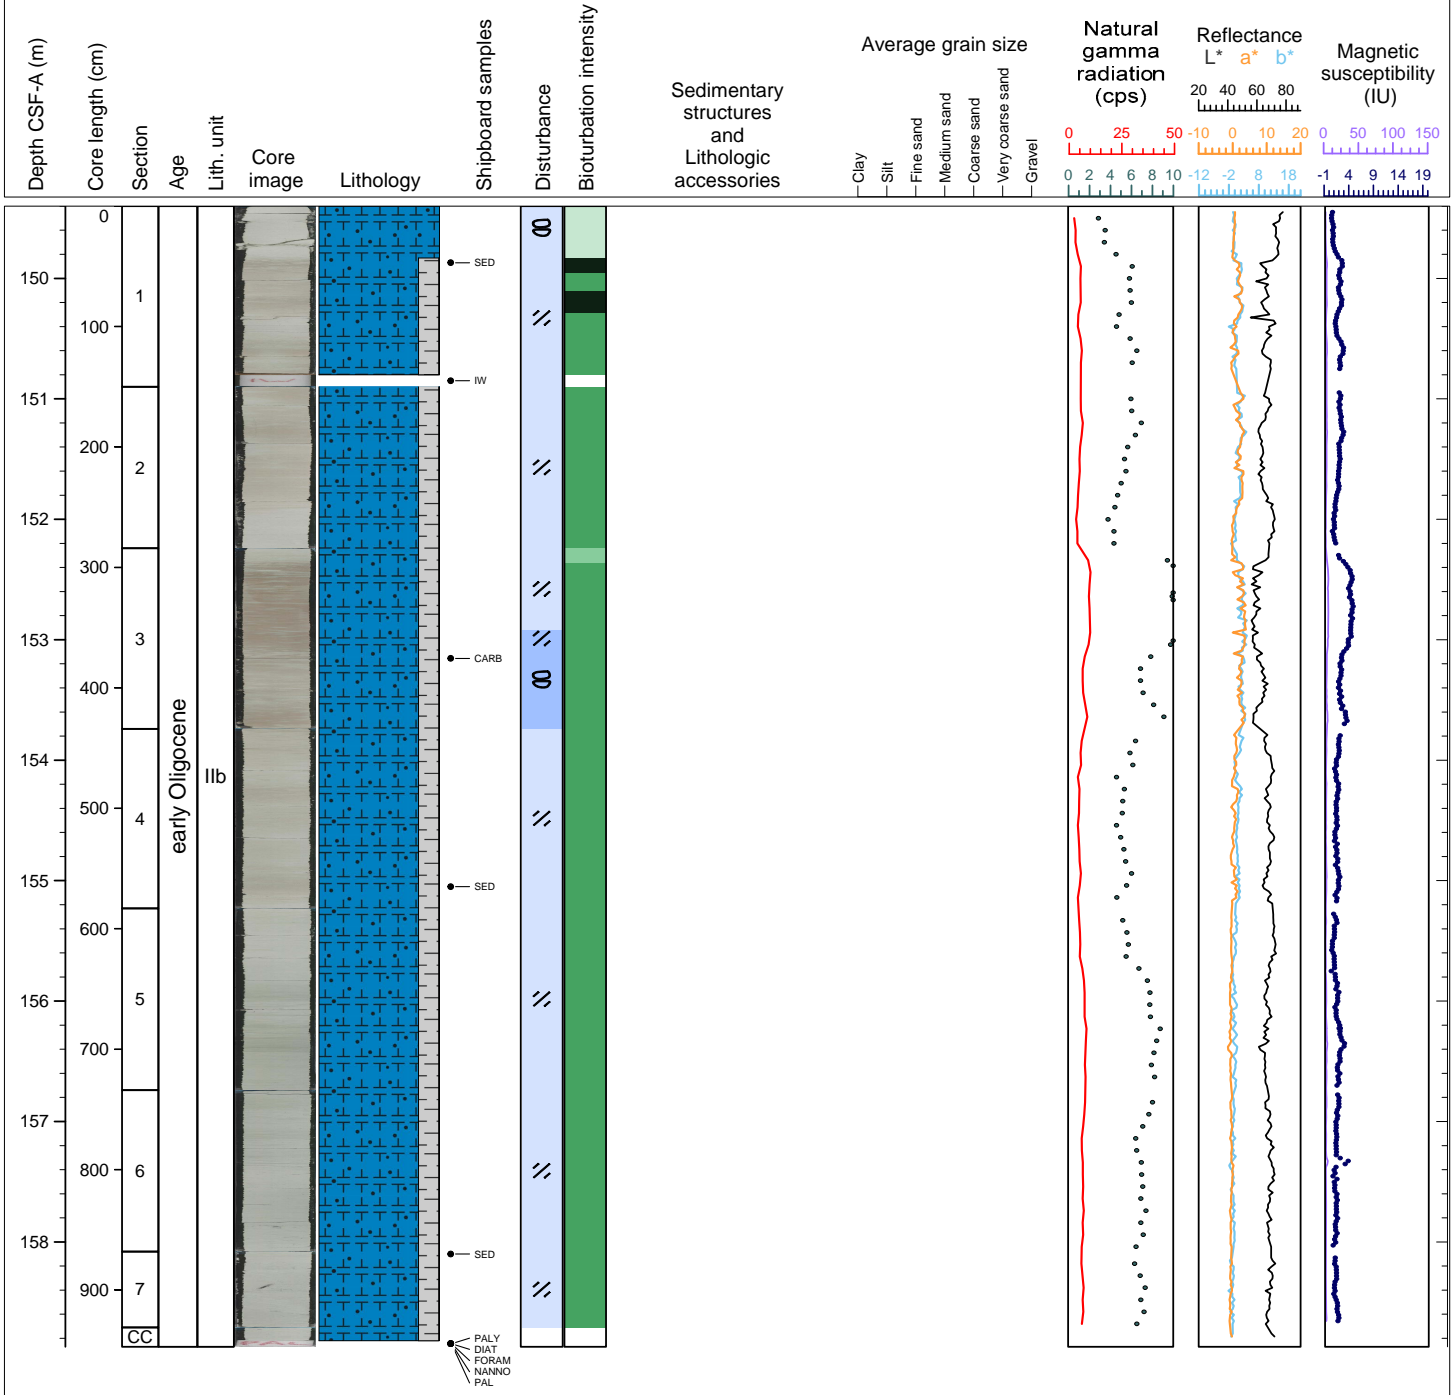 Depth CSF-A (m)
Core length (cm)
Section
Age
Lith. unit
Core
image
Lithology
Shipboard samples
Disturbance
Bioturbation intensity
Sedimentary
structures
and
Lithologic
accessories
Average grain size
Clay
Silt
Fine sand
Medium sand
Coarse sand
Very coarse sand
Gravel
Natural
gamma
radiation
(cps)
0 25 50
0 2 4 6 8 10
Reflectance
L* a* b*
20 40 60 80
-10 0 10 20
-12 -2 8 18
Magnetic
susceptibility
(IU)
0 50 100 150
-1 4 9 14 19
150
151
152
153
154
155
156
157
158
0
100
200
300
400
500
600
700
800
900
1
2
3
4
5
6
7
CC
early Oligocene
IIb
SED
IW
CARB
SED
SED
PALY
DIAT
FORAM
NANNO
PAL